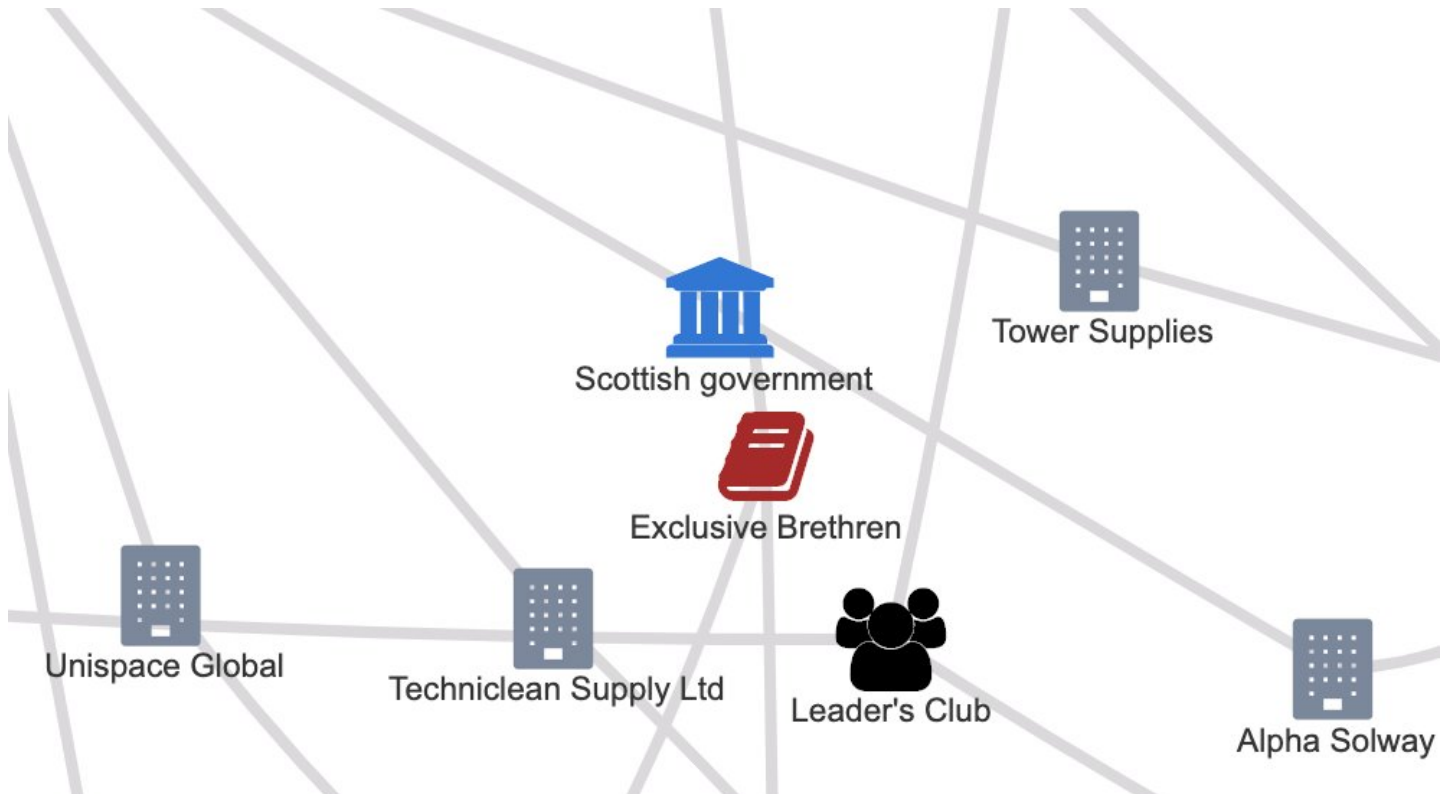 Tower Supplies
Scottish government
Exclusive Brethren
Unispace Global
Techniclean Supply Ltd
Leader's Club
Alpha Solway